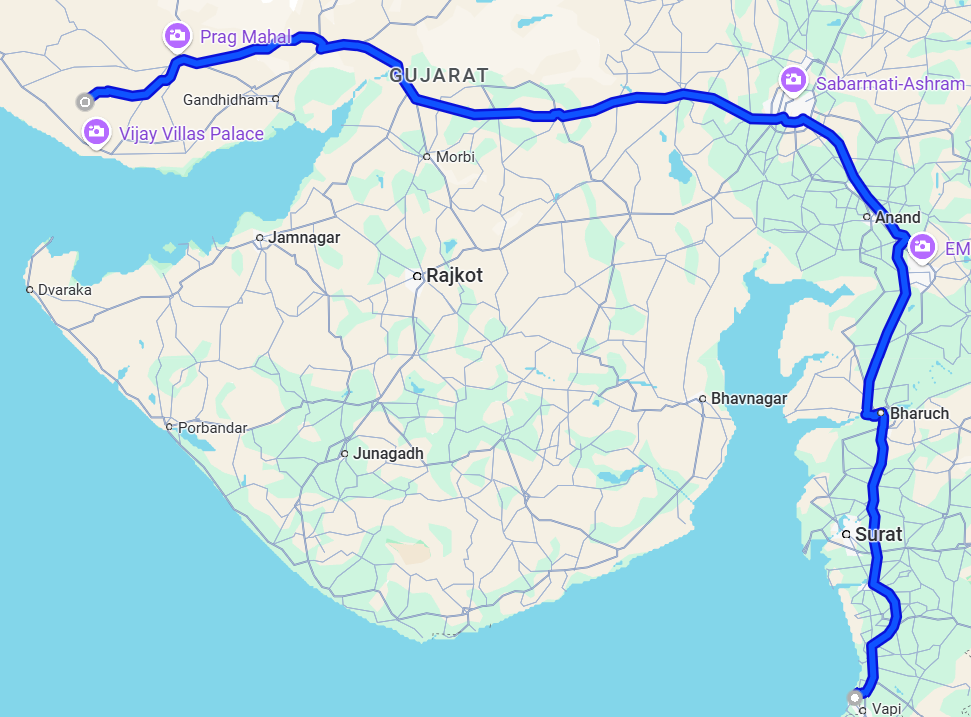 Prag Mahal
GUJARAT
Sabarmati-Ashram
Gandhidham
Vijay Villas Palace
Morbi
Anand
Jamnagar
EM
Rajkot
Dvaraka
Bhavnagar
Bharuch
Porbandar
Junagadh
Surat
Vapi